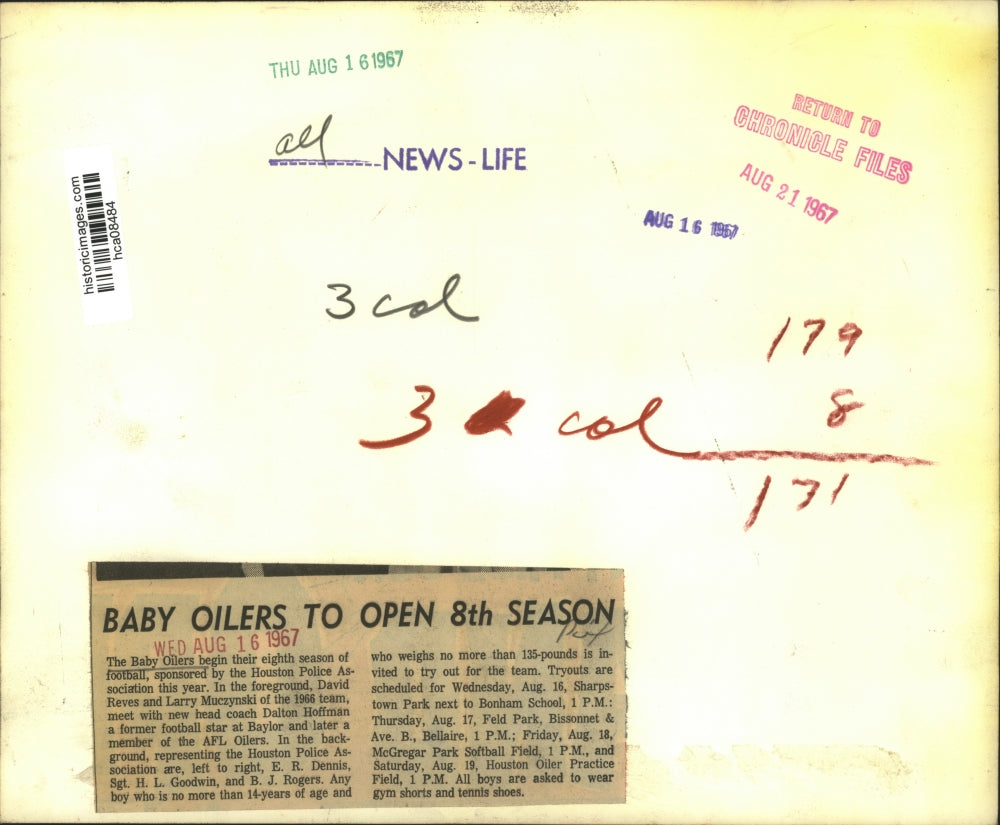 THU AUG 16 1967
all NEWS - LIFE
RETURN TO
CHRONICLE FILES
AUG 21 1967
AUG 16 1967
historicimages.com
hca08484
3 col
179
8
3 col
171
BABY OILERS TO OPEN 8th SEASON
WED AUG 16 1967
The Baby Oilers begin their eighth season of
football, sponsored by the Houston Police As-
sociation this year. In the foreground, David
Reves and Larry Muczynski of the 1966 team,
meet with new head coach Dalton Hoffman
a former football star at Baylor and later a
member of the AFL Oilers. In the back-
ground, representing the Houston Police As-
sociation are, left to right, E. R. Dennis,
Sgt. H. L. Goodwin, and B. J. Rogers. Any
boy who is no more than 14-years of age and
who weighs no more than 135-pounds is in-
vited to try out for the team. Tryouts are
scheduled for Wednesday, Aug. 16, Sharps-
town Park next to Bonham School, 1 P.M.:
Thursday, Aug. 17, Feld Park, Bissonnet &
Ave. B., Bellaire, 1 P.M.; Friday, Aug. 18,
McGregar Park Softball Field, 1 P.M., and
Saturday, Aug. 19, Houston Oiler Practice
Field, 1 P.M. All boys are asked to wear
gym shorts and tennis shoes.